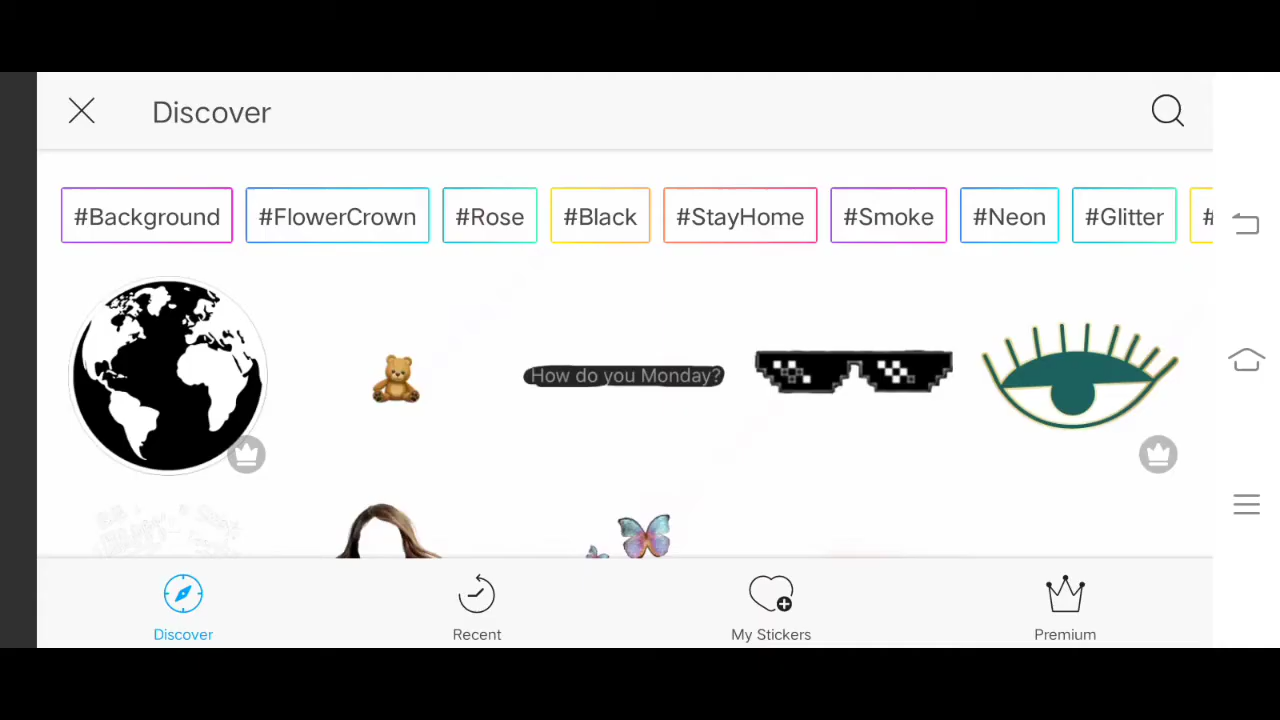 Discover
#Background #FlowerCrown #Rose #Black #StayHome #Smoke #Neon #Glitter #
How do you Monday?
Discover Recent My Stickers Premium